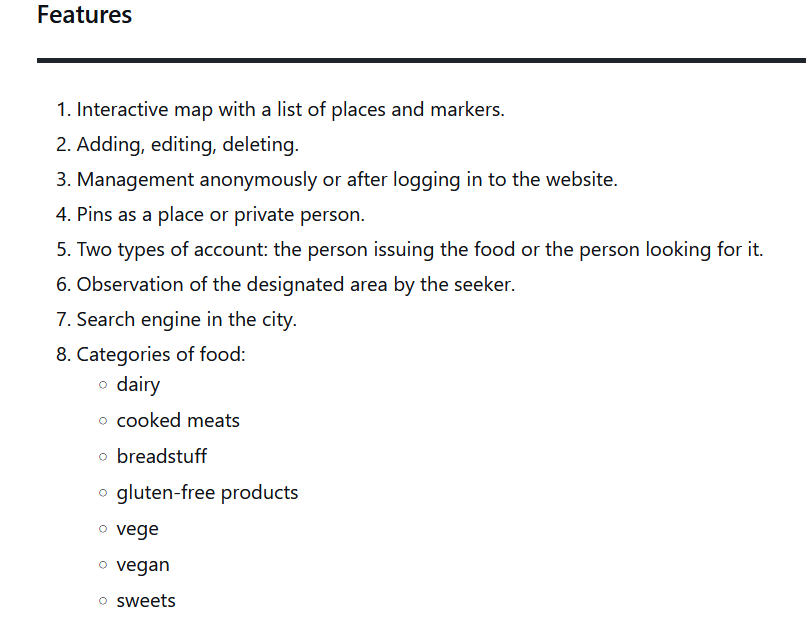 Features
1. Interactive map with a list of places and markers.
2. Adding, editing, deleting.
3. Management anonymously or after logging in to the website.
4. Pins as a place or private person.
5. Two types of account: the person issuing the food or the person looking for it.
6. Observation of the designated area by the seeker.
7. Search engine in the city.
8. Categories of food:
○ dairy
○ cooked meats
○ breadstuff
○ gluten-free products
○ vege
○ vegan
○ sweets